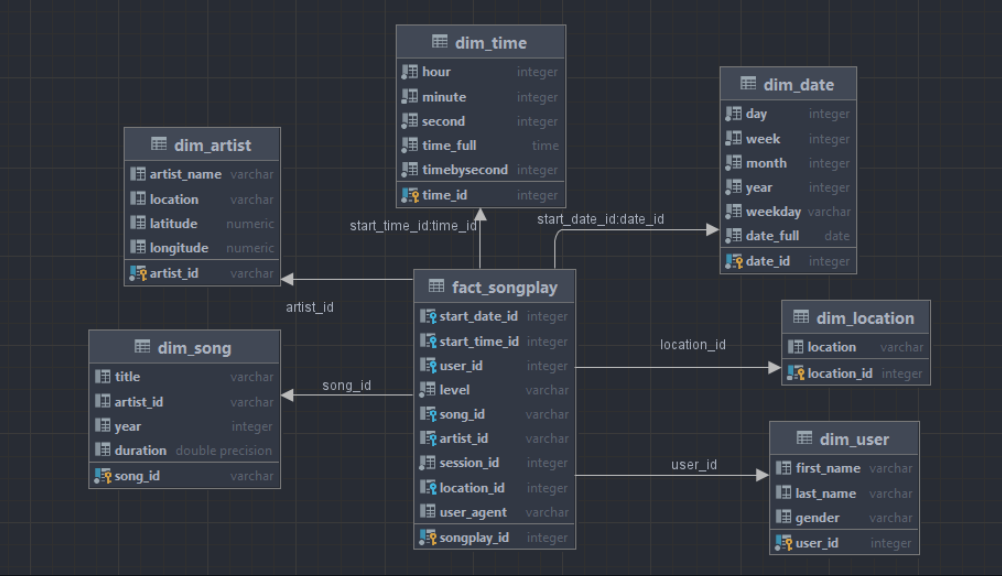 dim_time
hour integer
minute integer
second integer
time_full time
timebysecond integer
time_id integer
dim_date
day integer
week integer
month integer
year integer
weekday varchar
date_full date
date_id integer
dim_artist
artist_name varchar
location varchar
latitude numeric
longitude numeric
artist_id varchar
start_time_id:time_id
start_date_id:date_id
artist_id
fact_songplay
start_date_id integer
start_time_id integer
user_id integer
level varchar
song_id varchar
artist_id varchar
session_id integer
location_id integer
user_agent varchar
songplay_id integer
dim_location
location varchar
location_id integer
location_id
dim_song
title varchar
artist_id varchar
year integer
duration double precision
song_id varchar
song_id
dim_user
first_name varchar
last_name varchar
gender varchar
user_id integer
user_id